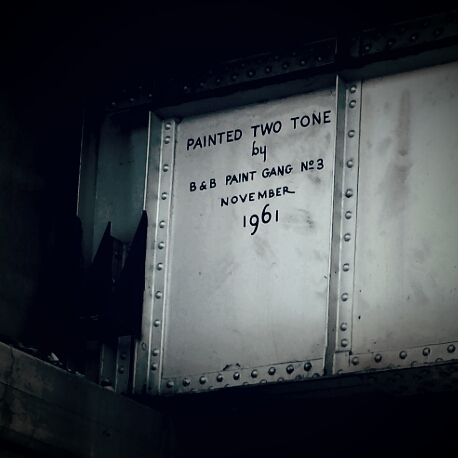 PAINTED TWO TONE
by
B & B PAINT GANG Nº 3
NOVEMBER
1961